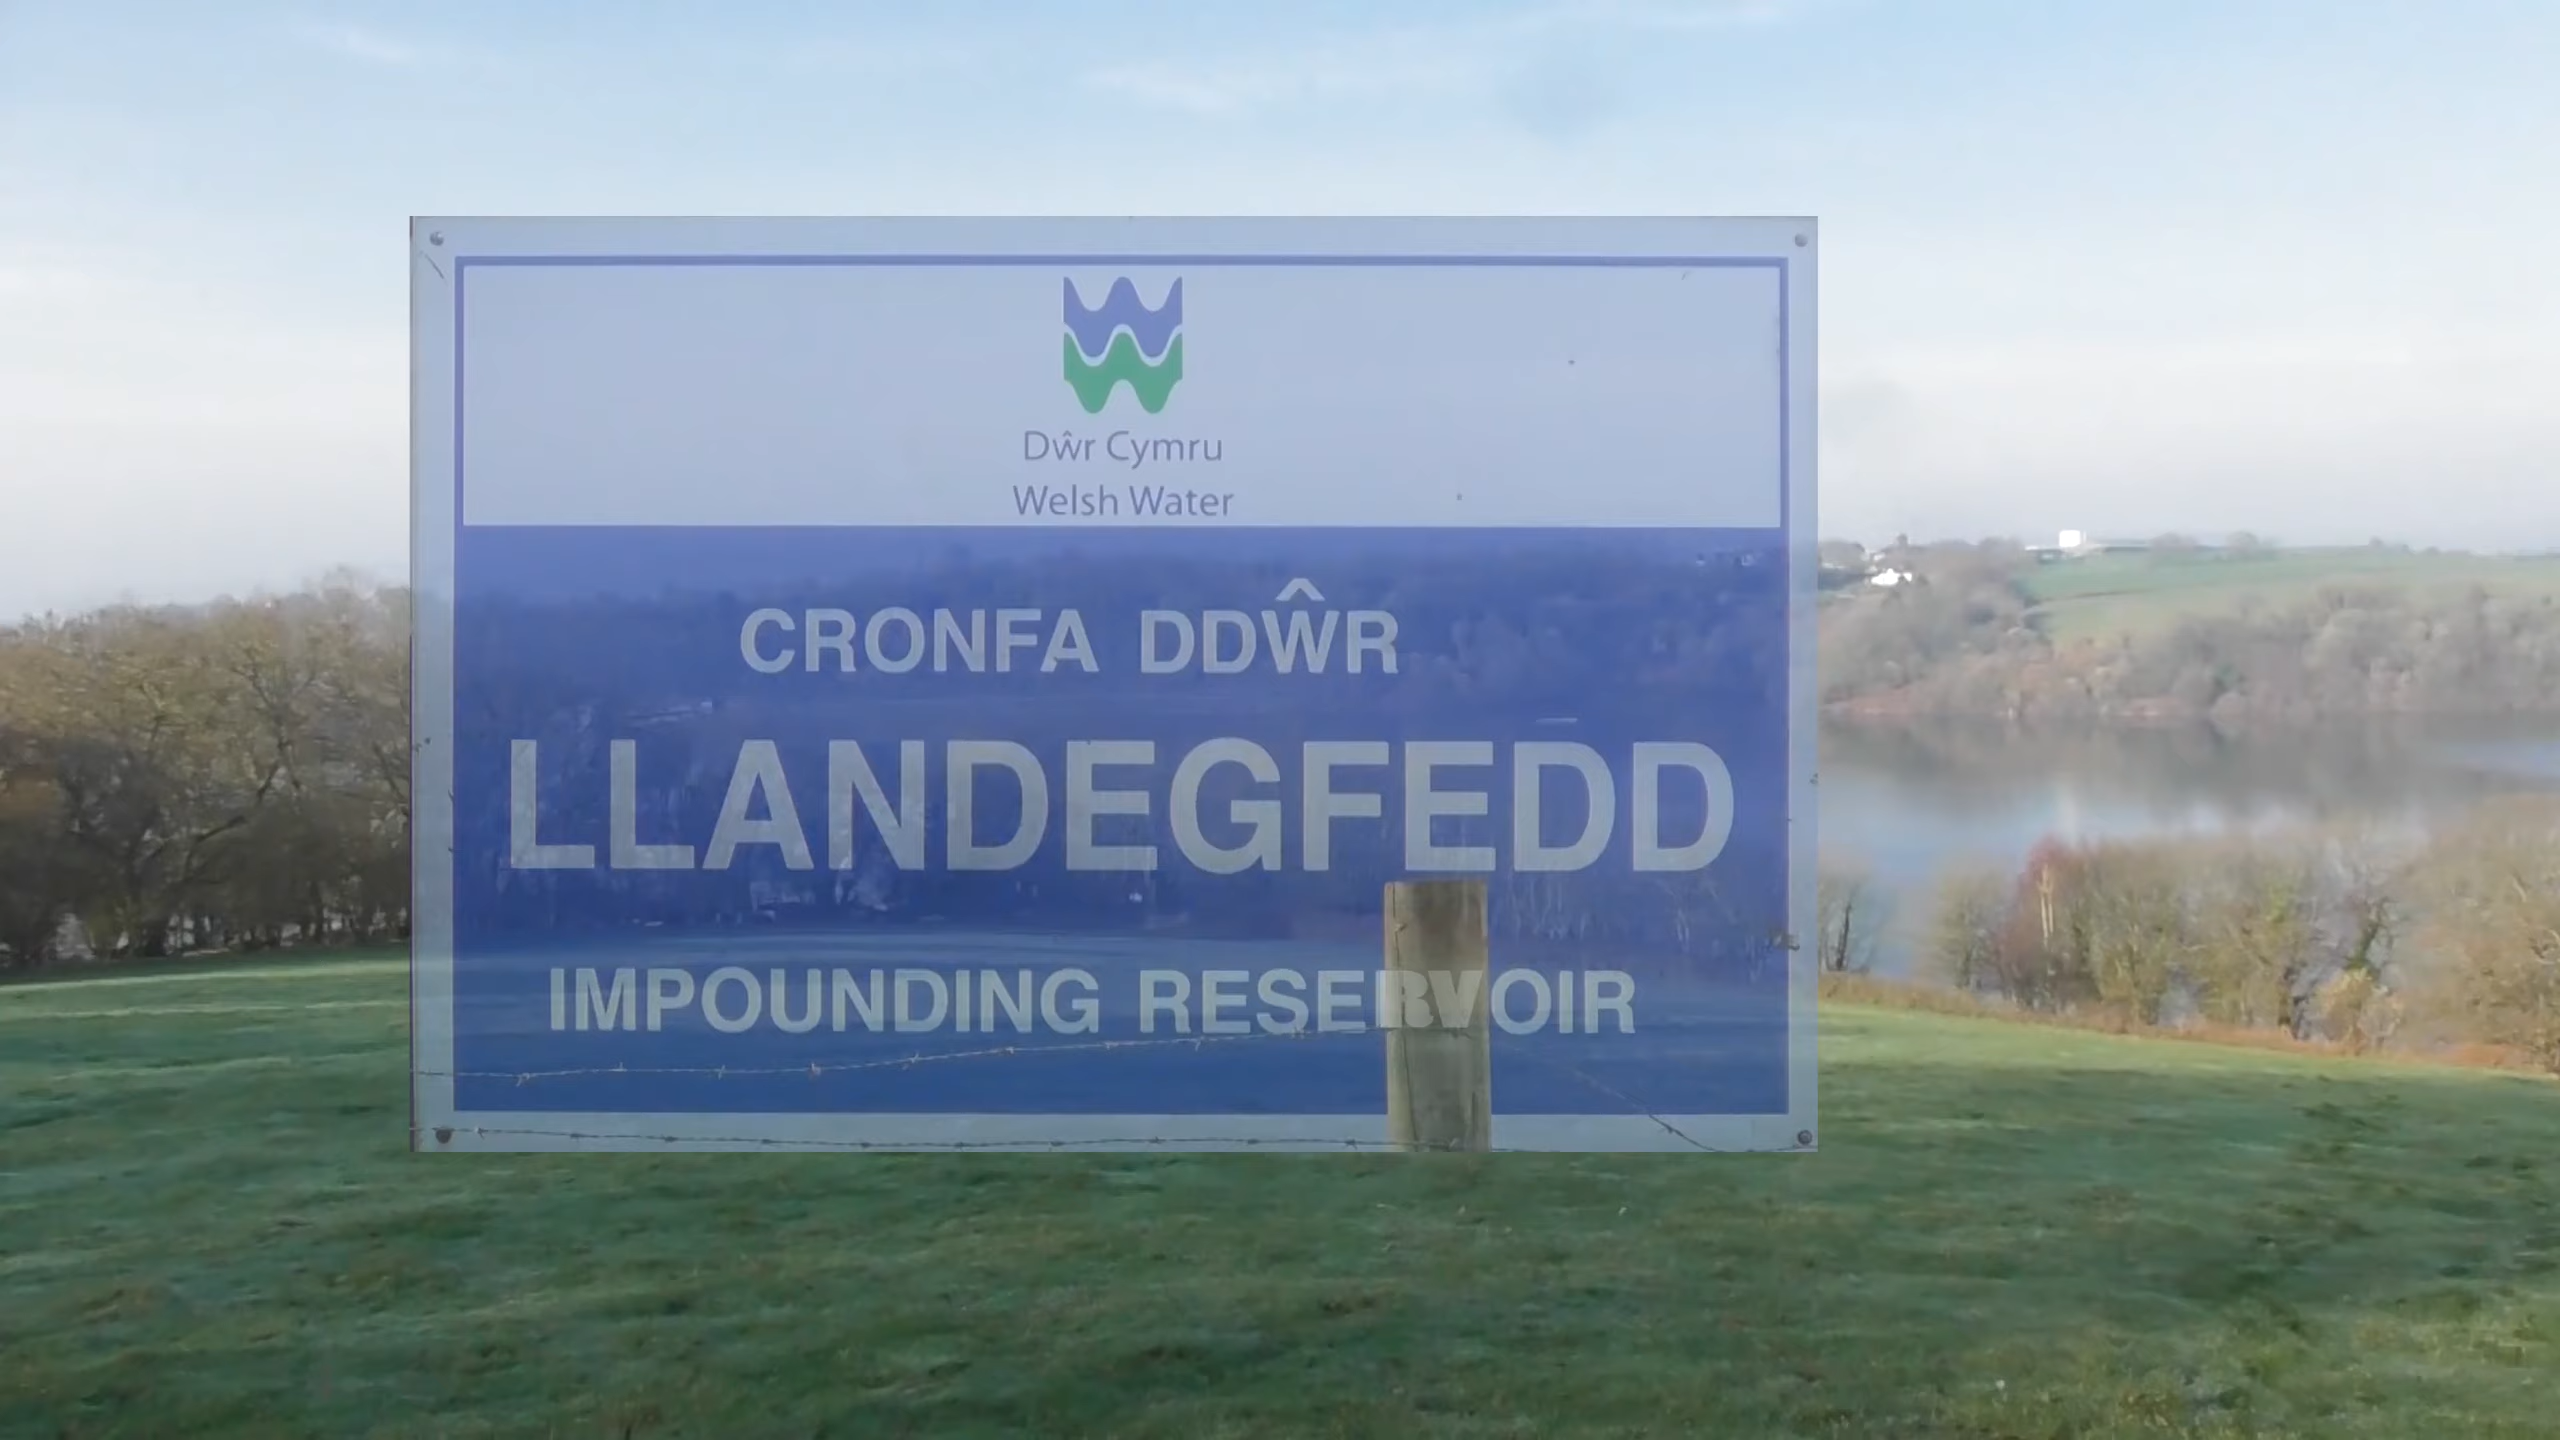 Dŵr Cymru
Welsh Water
CRONFA DDŴR
LLANDEGFEDD
IMPOUNDING RESERVOIR